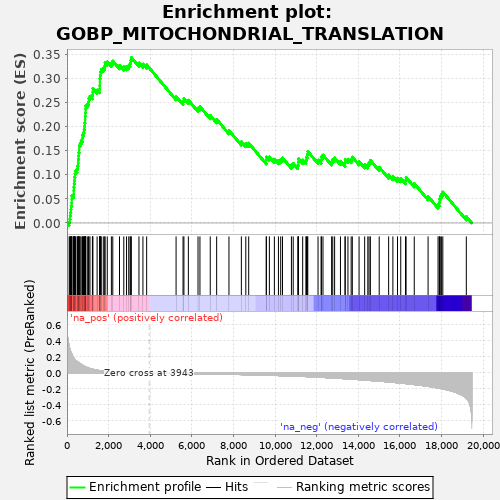 Enrichment plot:
GOBP_MITOCHONDRIAL_TRANSLATION
Enrichment score (ES)
0.35
0.30
0.25
0.20
0.15
0.10
0.05
0.00
Ranked list metric (PreRanked)
0.6
0.4
0.2
0.0
-0.2
-0.4
-0.6
'na_pos' (positively correlated)
Zero cross at 3943
'na_neg' (negatively correlated)
0
2,000
4,000
6,000
8,000
10,000
12,000
14,000
16,000
18,000
20,000
Rank in Ordered Dataset
Enrichment profile
Hits
Ranking metric scores